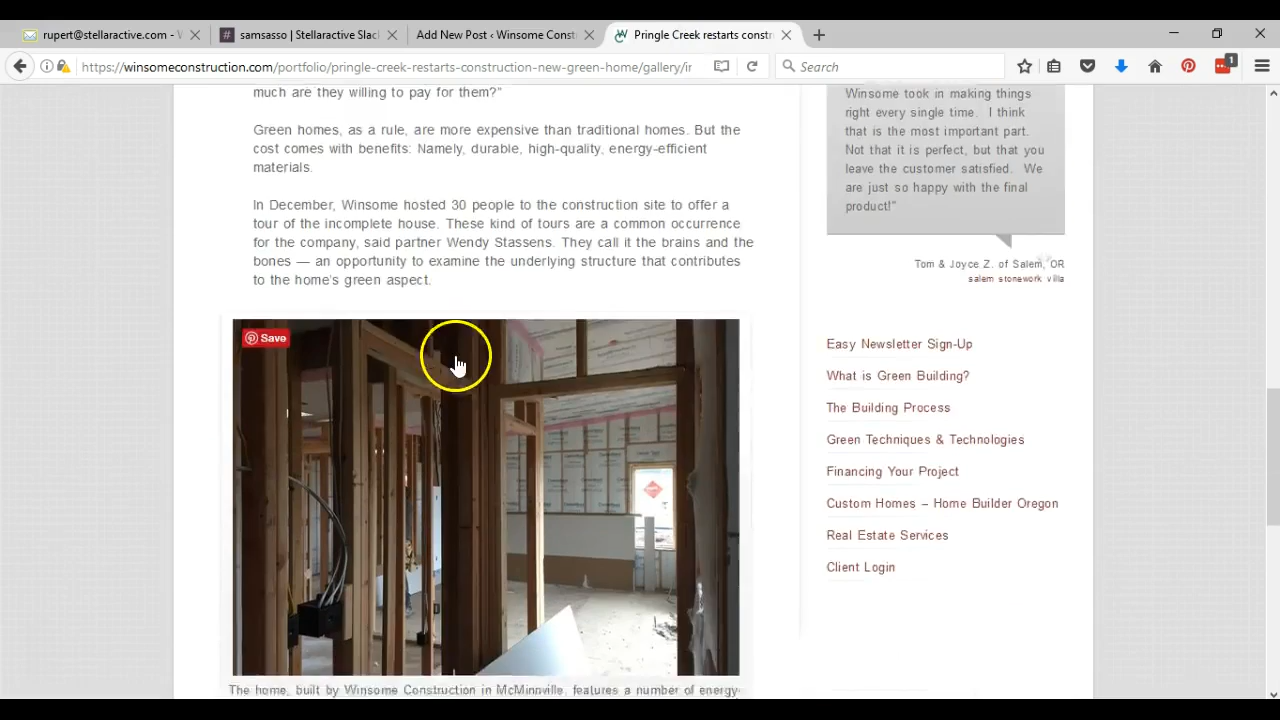 rupert@stellaractive.com - W
samsasso | Stellaractive Slac
Add New Post ‹ Winsome Const
Pringle Creek restarts constr
https://winsomeconstruction.com/portfolio/pringle-creek-restarts-construction-new-green-home/gallery/ir
Search
1
much are they willing to pay for them?"
Green homes, as a rule, are more expensive than traditional homes. But the
cost comes with benefits: Namely, durable, high-quality, energy-efficient
materials.
In December, Winsome hosted 30 people to the construction site to offer a
tour of the incomplete house. These kind of tours are a common occurrence
for the company, said partner Wendy Stassens. They call it the brains and the
bones — an opportunity to examine the underlying structure that contributes
to the home's green aspect.
Save
The home, built by Winsome Construction in McMinnville, features a number of energy-
Winsome took in making things
right every single time. I think
that is the most important part.
Not that it is perfect, but that you
leave the customer satisfied. We
are just so happy with the final
product!"
Tom & Joyce Z. of Salem, OR
salem stonework villa
Easy Newsletter Sign-Up
What is Green Building?
The Building Process
Green Techniques & Technologies
Financing Your Project
Custom Homes – Home Builder Oregon
Real Estate Services
Client Login